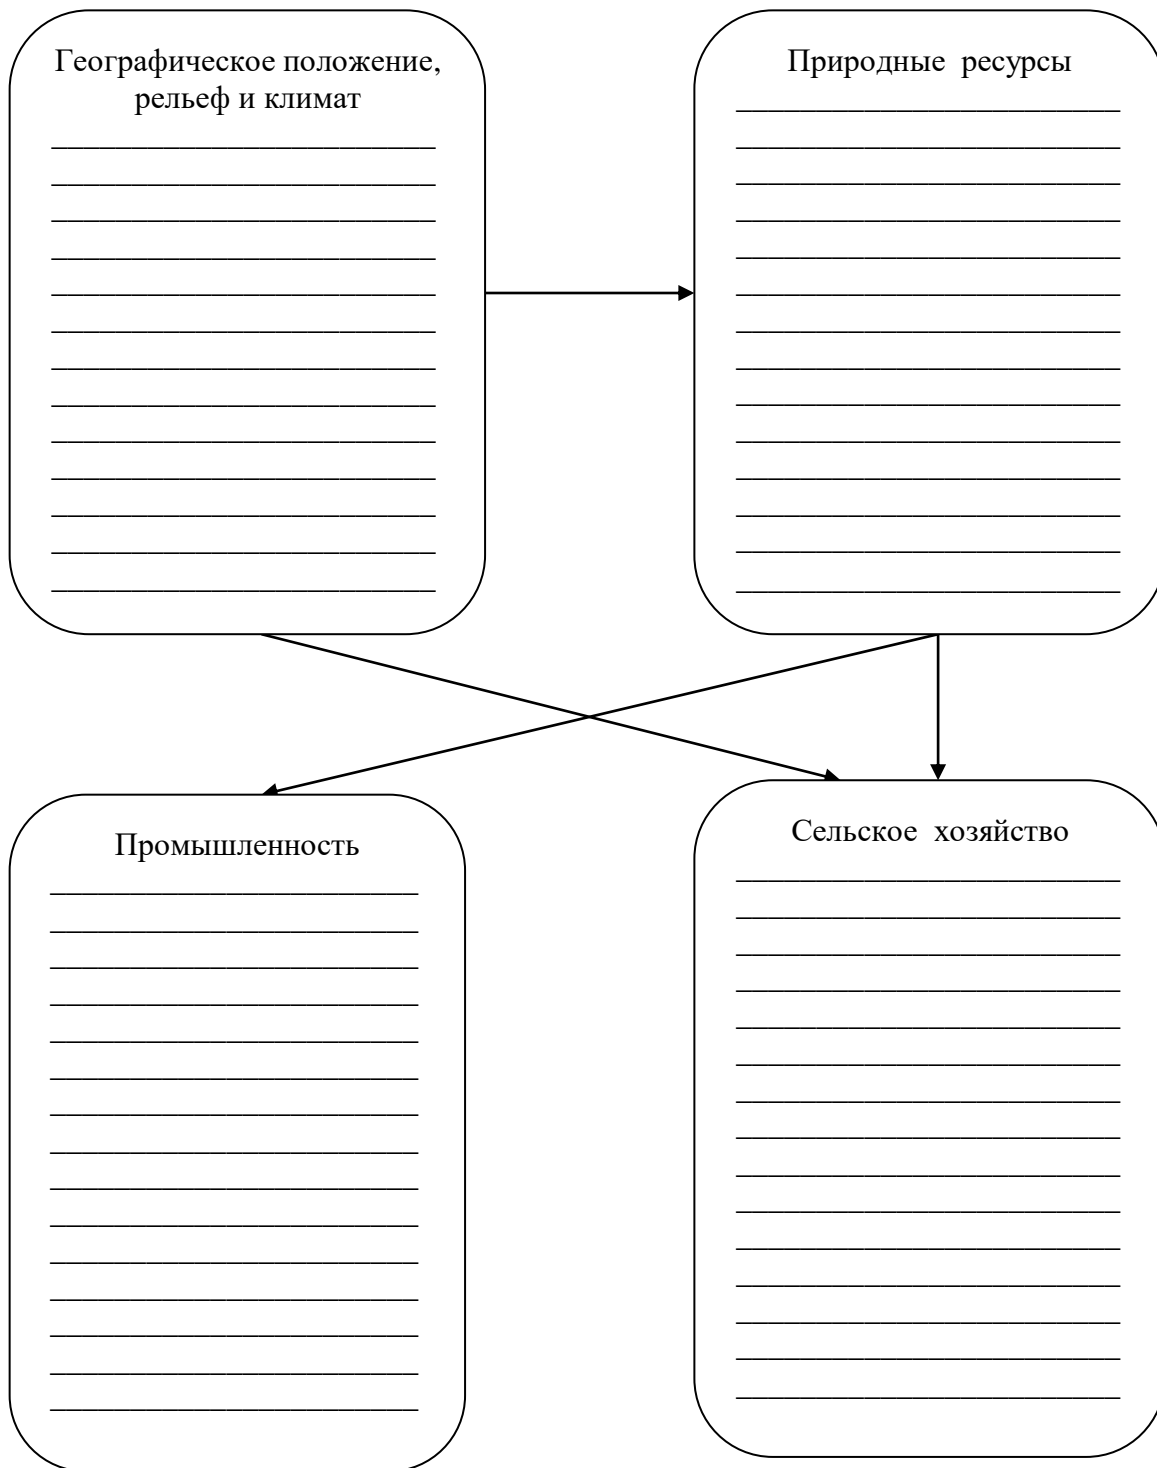 Географическое положение,
рельеф и климат
Природные ресурсы
Промышленность
Сельское хозяйство